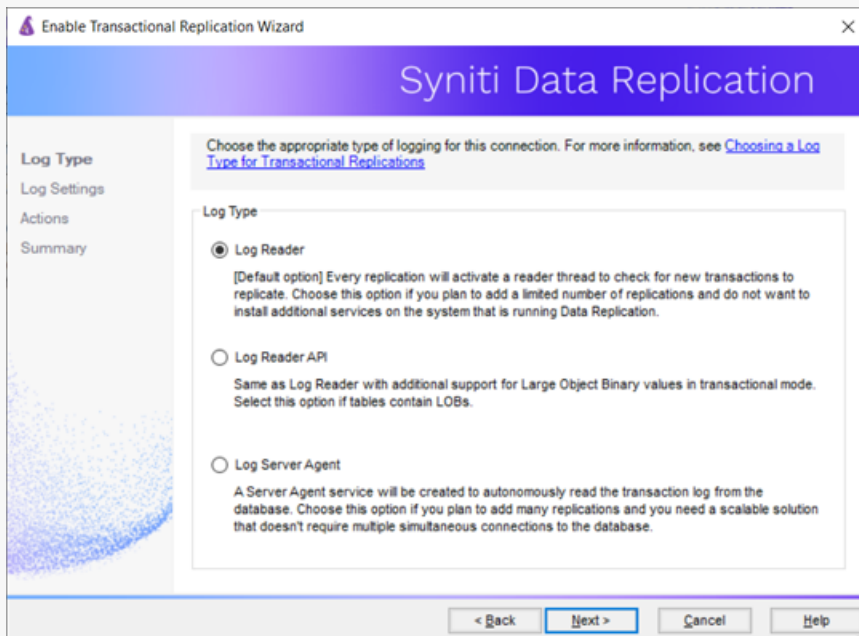 Enable Transactional Replication Wizard
Syniti Data Replication
Log Type
Log Settings
Actions
Summary
Choose the appropriate type of logging for this connection. For more information, see Choosing a Log
Type for Transactional Replications
Log Type
Log Reader
[Default option] Every replication will activate a reader thread to check for new transactions to
replicate. Choose this option if you plan to add a limited number of replications and do not want to
install additional services on the system that is running Data Replication.
Log Reader API
Same as Log Reader with additional support for Large Object Binary values in transactional mode.
Select this option if tables contain LOBs.
Log Server Agent
A Server Agent service will be created to autonomously read the transaction log from the
database. Choose this option if you plan to add many replications and you need a scalable solution
that doesn't require multiple simultaneous connections to the database.
< Back
Next >
Cancel
Help